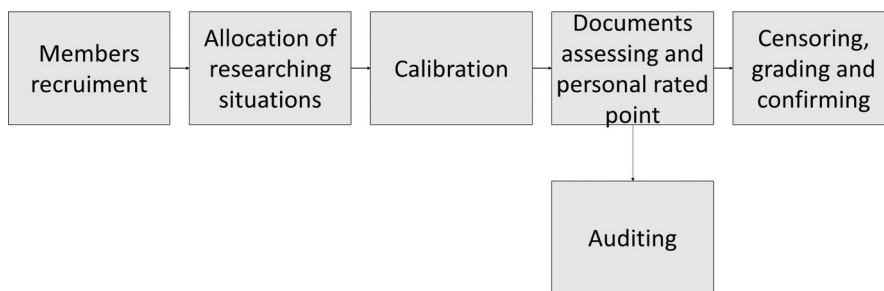 Members
recruiment
Allocation of
researching
situations
Calibration
Documents
assessing and
personal rated
point
Censoring,
grading and
confirming
Auditing